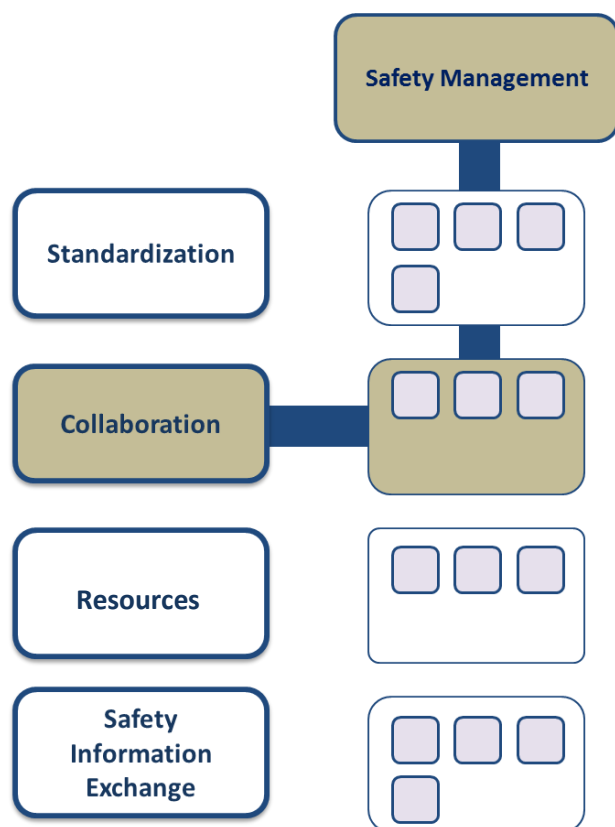 Safety Management
Standardization
Collaboration
Resources
Safety
Information
Exchange